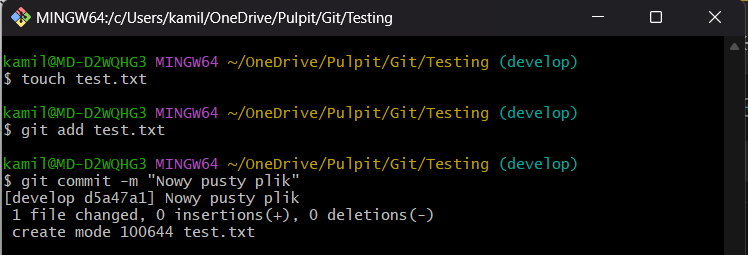 MINGW64:/c/Users/kamil/OneDrive/Pulpit/Git/Testing
kamil@MD-D2WQHG3 MINGW64 ~/OneDrive/Pulpit/Git/Testing (develop)
$ touch test.txt
kamil@MD-D2WQHG3 MINGW64 ~/OneDrive/Pulpit/Git/Testing (develop)
$ git add test.txt
kamil@MD-D2WQHG3 MINGW64 ~/OneDrive/Pulpit/Git/Testing (develop)
$ git commit -m "Nowy pusty plik"
[develop d5a47a1] Nowy pusty plik
 1 file changed, 0 insertions(+), 0 deletions(-)
 create mode 100644 test.txt